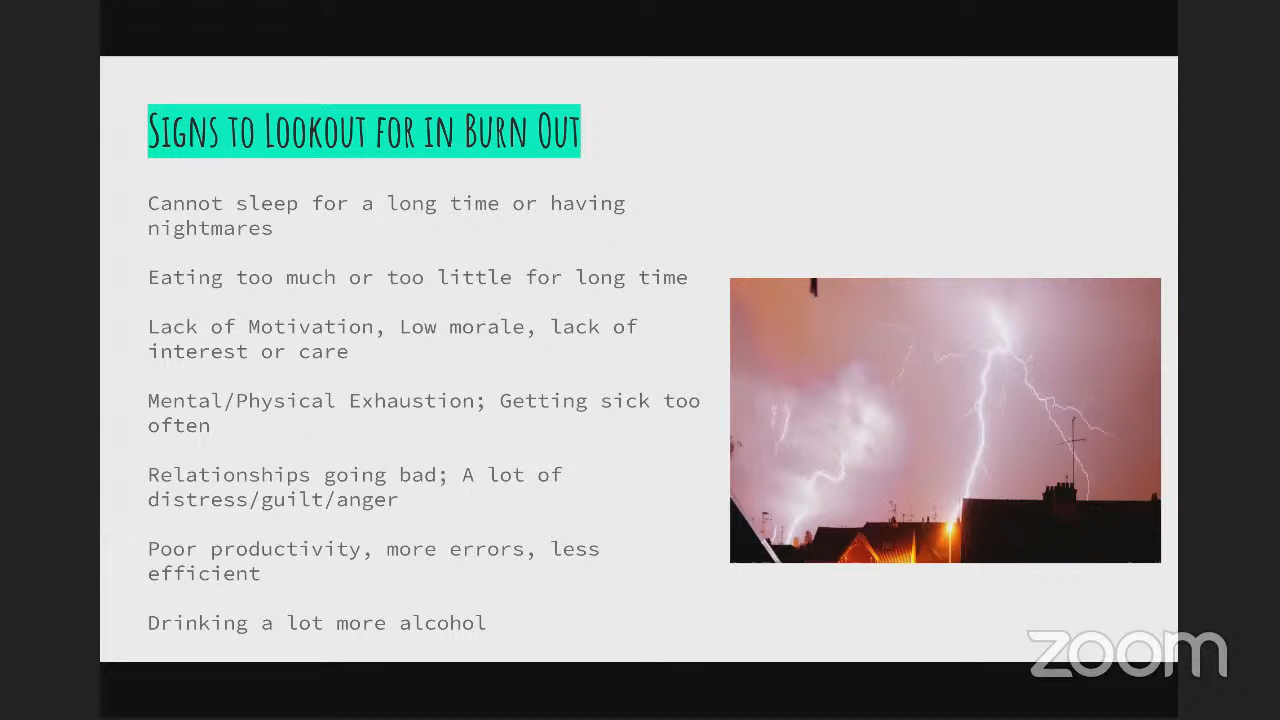 Signs to Lookout for in Burn Out
Cannot sleep for a long time or having
nightmares
Eating too much or too little for long time
Lack of Motivation, Low morale, lack of
interest or care
Mental/Physical Exhaustion; Getting sick too
often
Relationships going bad; A lot of
distress/guilt/anger
Poor productivity, more errors, less
efficient
Drinking a lot more alcohol
zoom